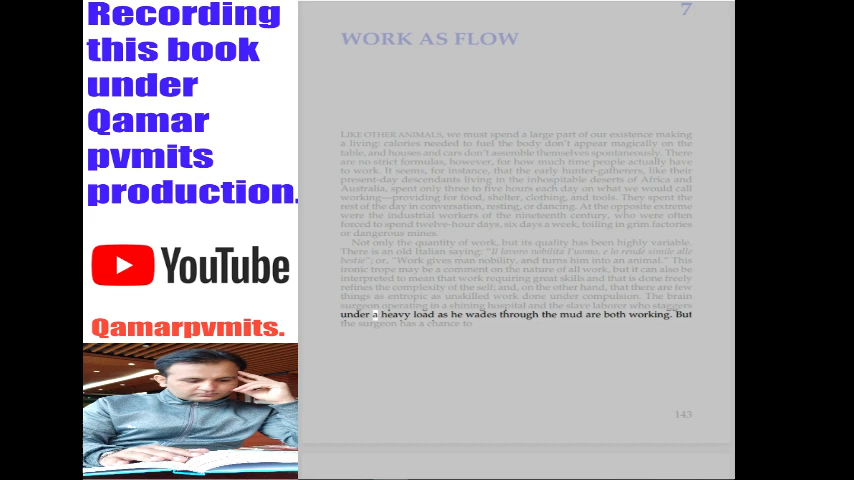 Recording
this book
under
Qamar
pvmits
production.
YouTube
Qamarpvmits.
7
WORK AS FLOW
LIKE OTHER ANIMALS, we must spend a large part of our existence making
a living: calories needed to fuel the body don't appear magically on the
table, and houses and cars don't assemble themselves spontaneously. There
are no strict formulas, however, for how much time people actually have
to work. It seems, for instance, that the early hunter-gatherers, like their
present-day descendants living in the inhospitable deserts of Africa and
Australia, spent only three to five hours each day on what we would call
working—providing for food, shelter, clothing, and tools. They spent the
rest of the day in conversation, resting, or dancing. At the opposite extreme
were the industrial workers of the nineteenth century, who were often
forced to spend twelve-hour days, six days a week, toiling in grim factories
or dangerous mines.
Not only the quantity of work, but its quality has been highly variable.
There is an old Italian saying: "Il lavoro nobilita l'uomo, e lo rende simile alle
bestie"; or, "Work gives man nobility, and turns him into an animal." This
ironic trope may be a comment on the nature of all work, but it can also be
interpreted to mean that work requiring great skills and that is done freely
refines the complexity of the self; and, on the other hand, that there are few
things as entropic as unskilled work done under compulsion. The brain
surgeon operating in a shining hospital and the slave laborer who staggers
under a heavy load as he wades through the mud are both working. But
the surgeon has a chance to
143